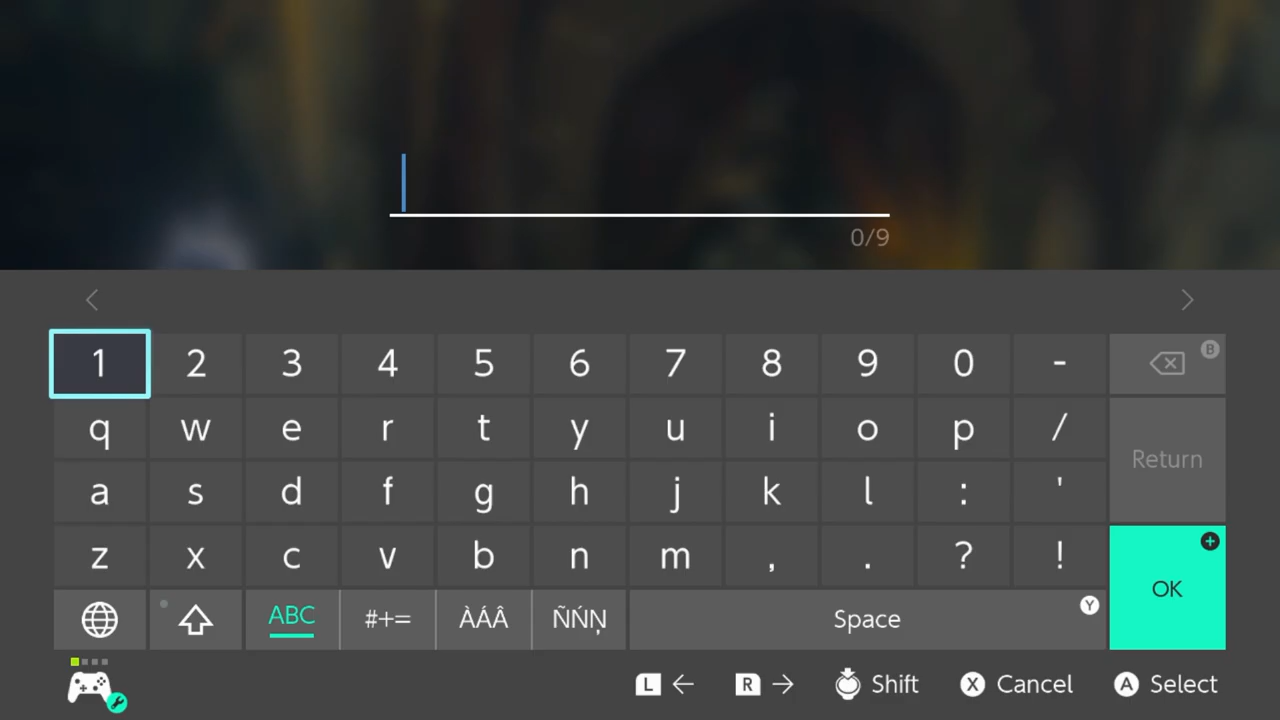 0/9
1 2 3 4 5 6 7 8 9 0 - B
q w e r t y u i o p /
Return
a s d f g h j k l : '
z x c v b n m , . ? ! +
OK
ABC #+= ÀÁÂ ÑŃŅ Space Y
L ← R → Shift X Cancel A Select